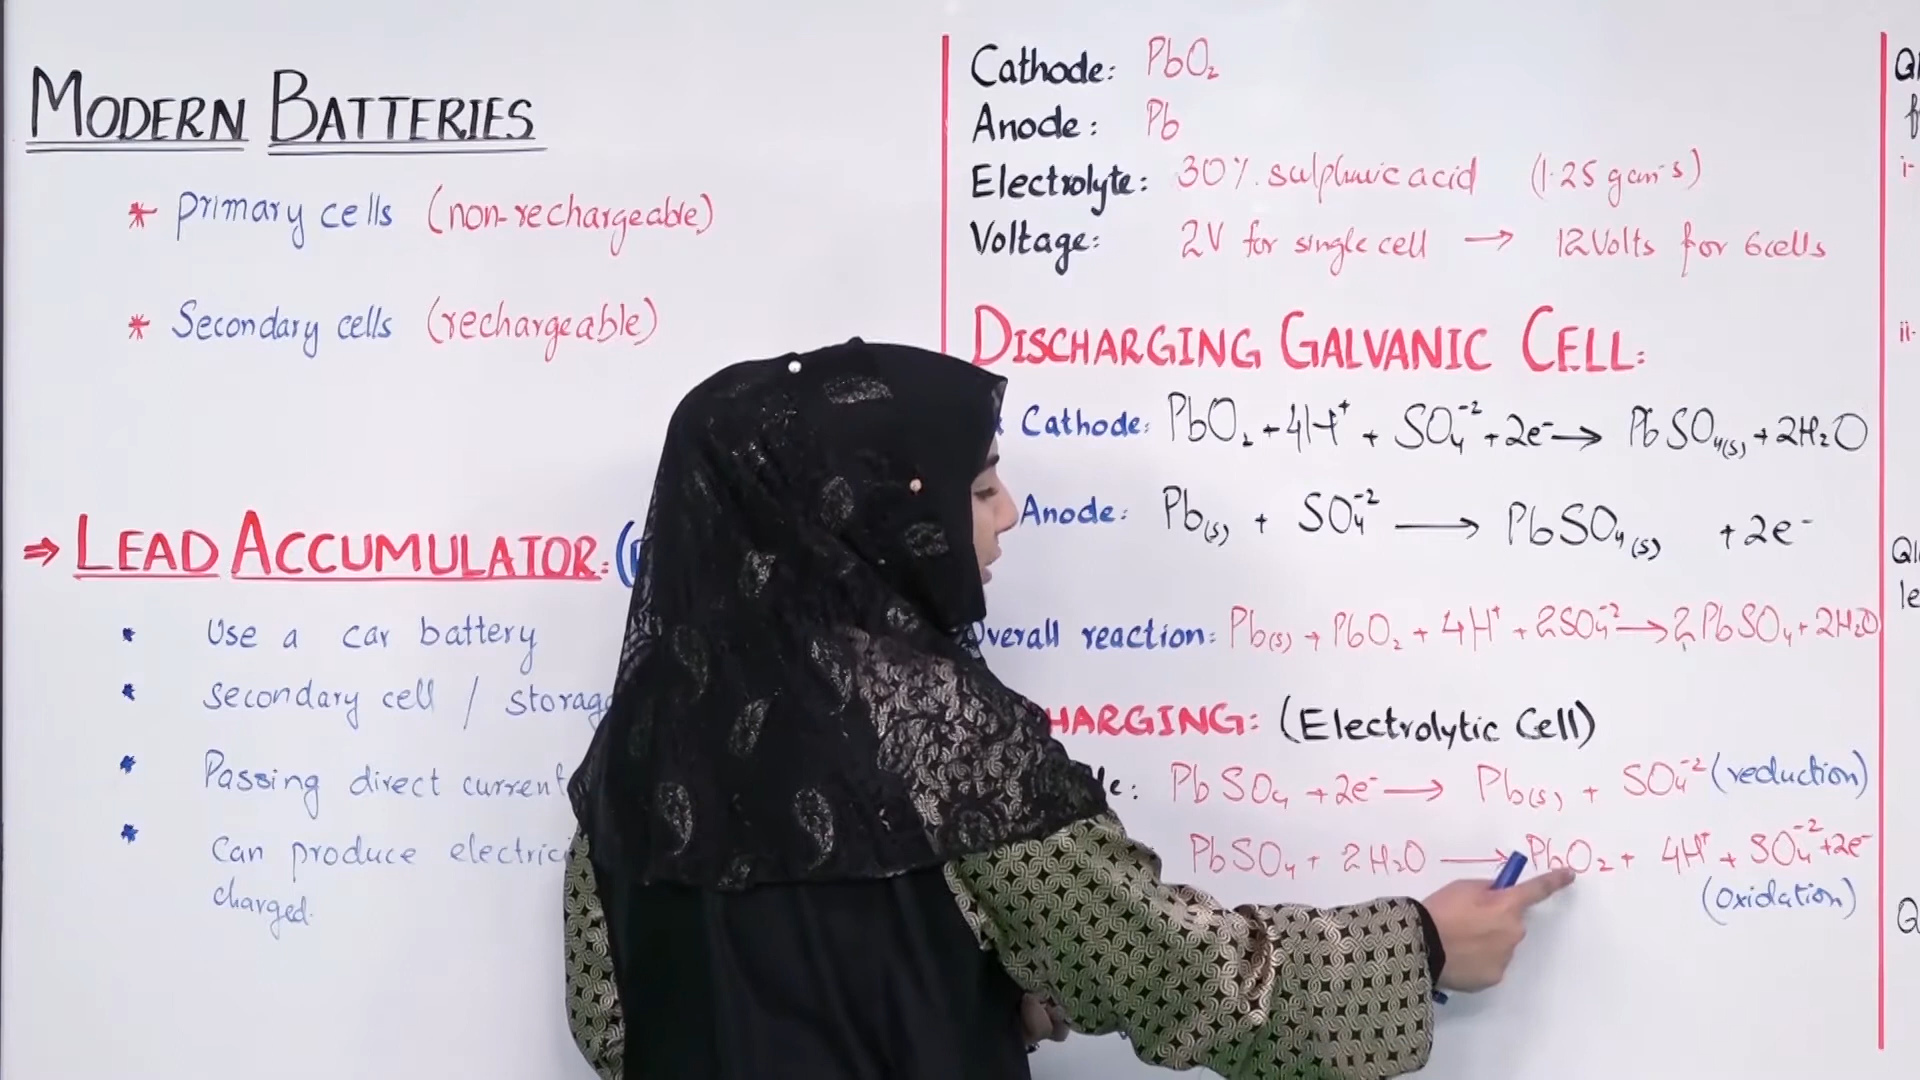 MODERN BATTERIES
* Primary cells (non-rechargeable)
* Secondary cells (rechargeable)
⇒ LEAD ACCUMULATOR: (
* Use a car battery
* secondary cell / storag
* Passing direct current
* Can produce electric
charged.
Cathode: PbO₂
Anode: Pb
Electrolyte: 30% sulphuric acid (1.25 gcm⁻³)
Voltage: 2V for single cell → 12Volts for 6cells
DISCHARGING GALVANIC CELL:
Cathode: PbO₂ + 4H⁺ + SO₄⁻² + 2e⁻ → PbSO₄(s) + 2H₂O
Anode: Pb(s) + SO₄⁻² → PbSO₄(s) + 2e⁻
Overall reaction: Pb(s) + PbO₂ + 4H⁺ + 2SO₄⁻² → 2PbSO₄ + 2H₂O
HARGING: (Electrolytic Cell)
e: PbSO₄ + 2e⁻ → Pb(s) + SO₄⁻² (reduction)
PbSO₄ + 2H₂O → PbO₂ + 4H⁺ + SO₄⁻² + 2e⁻
(oxidation)
i-
ii-
le
Q